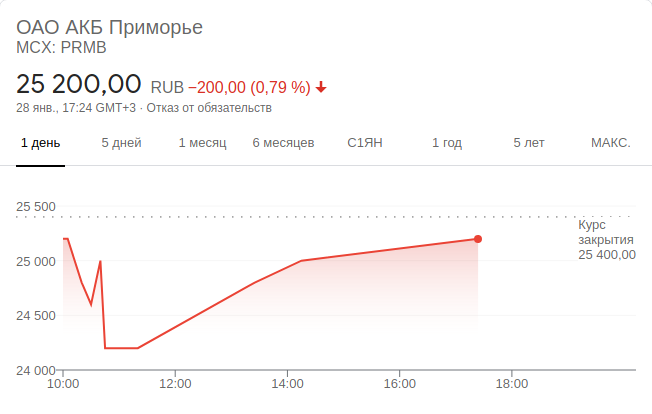 ОАО АКБ Приморье
MCX: PRMB
25 200,00 RUB −200,00 (0,79 %)
28 янв., 17:24 GMT+3 · Отказ от обязательств
1 день 5 дней 1 месяц 6 месяцев С1ЯН 1 год 5 лет МАКС.
25 500
Курс
закрытия
25 400,00
25 000
24 500
24 000
10:00 12:00 14:00 16:00 18:00